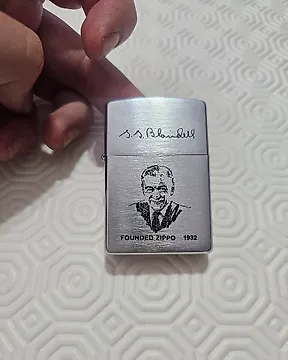 G.G. Blaisdell
FOUNDED ZIPPO 1932